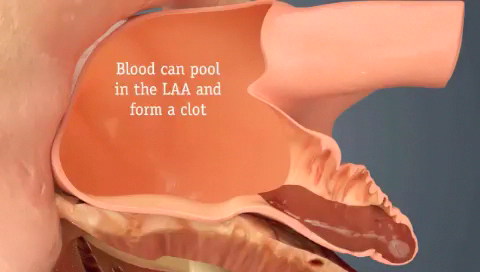 Blood can pool
in the LAA and
form a clot